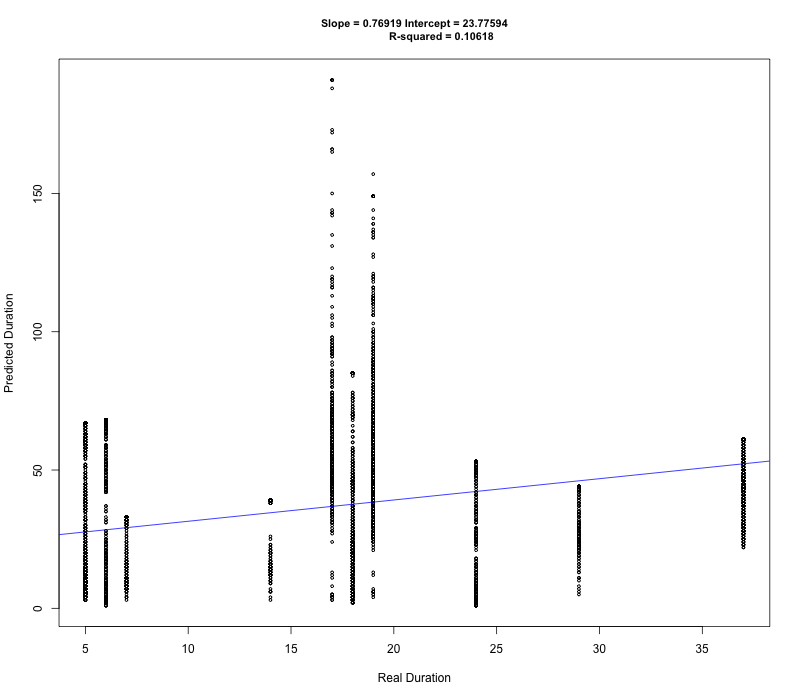 Slope = 0.76919 Intercept = 23.77594
R-squared = 0.10618
150
100
50
0
Predicted Duration
5 10 15 20 25 30 35
Real Duration